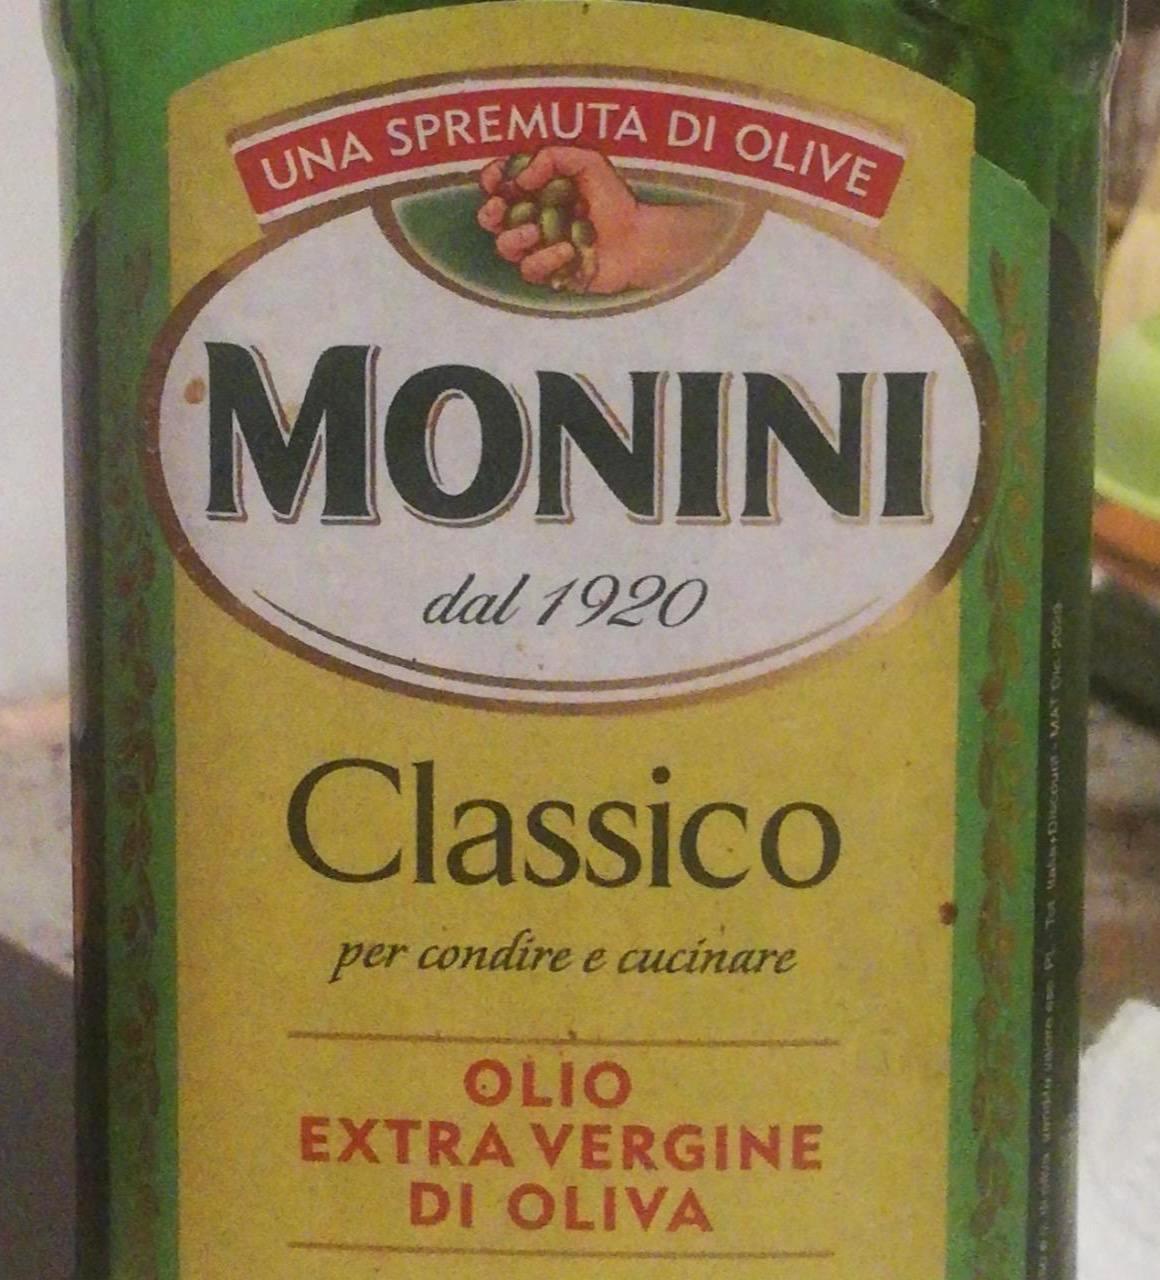 UNA SPREMUTA DI OLIVE
MONINI
dal 1920
Classico
per condire e cucinare
OLIO
EXTRA VERGINE
DI OLIVA